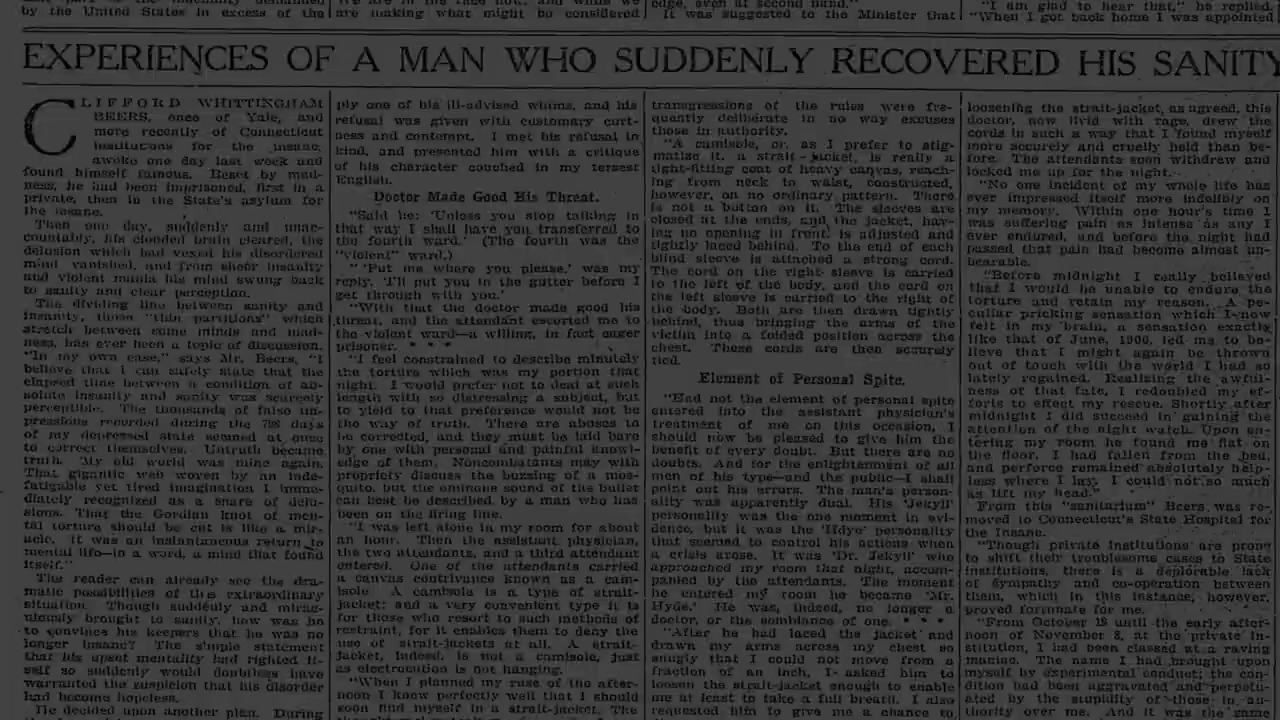 by the United States in excess of the
are making what might be considered
edge, even at second hand."
It was suggested to the Minister that
"I am glad to hear that," he replied.
"When I got back home I was appointed
EXPERIENCES OF A MAN WHO SUDDENLY RECOVERED HIS SANITY
CLIFFORD WHITTINGHAM
BEERS, once of Yale, and
more recently of Connecticut
institutions for the insane,
awoke one day last week and
found himself famous. Beset by mad-
ness, he had been imprisoned, first in a
private, then in the State's asylum for
the insane.
Then one day, suddenly and unac-
countably, his clouded brain cleared, the
delusion which had vexed his disordered
mind vanished, and from sheer insanity
and violent mania his mind swung back
to sanity and clear perception.
The dividing line between sanity and
insanity, those "thin partitions" which
stretch between some minds and mad-
ness, has ever been a topic of discussion.
"In my own case," says Mr. Beers, "I
believe that I can safely state that the
elapsed time between a condition of ab-
solute insanity and sanity was scarcely
perceptible. The thousands of false im-
pressions recorded during the 798 days
of my depressed state seemed at once
to correct themselves. Untruth became
truth. My old world was mine again.
That gigantic web woven by an inde-
fatigable yet tired imagination I imme-
diately recognized as a snare of delu-
sions. That the Gordian knot of men-
tal torture should be cut is like a mir-
acle. It was an instantaneous return to
mental life—in a word, a mind that found
itself."
The reader can already see the dra-
matic possibilities of this extraordinary
situation. Though suddenly and mirac-
ulously brought to sanity, how was he
to convince his keepers that he was no
longer insane? The simple statement
that his upset mentality had righted it-
self so suddenly would doubtless have
warranted the suspicion that his disorder
had become hopeless.
He decided upon another plan. During
ply one of his ill-advised whims, and his
refusal was given with customary curt-
ness and contempt. I met his refusal in
kind, and presented him with a critique
of his character couched in my tersest
English.
Doctor Made Good His Threat.
"Said he: 'Unless you stop talking in
that way I shall have you transferred to
the fourth ward.' (The fourth was the
"violent" ward.)
"'Put me where you please,' was my
reply. 'I'll put you in the gutter before I
get through with you.'
"With that the doctor made good his
threat, and the attendant escorted me to
the violent ward—a willing, in fact eager
prisoner. * * *
"I feel constrained to describe minutely
the torture which was my portion that
night. I would prefer not to deal at such
length with so distressing a subject, but
to yield to that preference would not be
the way of truth. There are abuses to
be corrected, and they must be laid bare
by one with personal and painful knowl-
edge of them. Noncombatants may with
propriety discuss the buzzing of a mos-
quito, but the ominous sound of the bullet
can best be described by a man who has
been on the firing line.
"I was left alone in my room for about
an hour. Then the assistant physician,
the two attendants, and a third attendant
entered. One of the attendants carried
a canvas contrivance known as a cam-
isole. A camisole is a type of strait-
jacket; and a very convenient type it is
for those who resort to such methods of
restraint, for it enables them to deny the
use of strait-jackets at all. A strait-
jacket, indeed, is not a camisole, just
as electrocution is not hanging.
"When I planned my ruse of the after-
noon I knew perfectly well that I should
soon find myself in a strait-jacket. The
transgressions of the rules were fre-
quently deliberate in no way excuses
those in authority.
"A camisole, or, as I prefer to stig-
matize it, a strait-jacket, is really a
tight-fitting coat of heavy canvas, reach-
ing from neck to waist, constructed,
however, on no ordinary pattern. There
is not a button on it. The sleeves are
closed at the ends, and the jacket, hav-
ing no opening in front, is adjusted and
tightly laced behind. To the end of each
blind sleeve is attached a strong cord.
The cord on the right sleeve is carried
to the left of the body, and the cord on
the left sleeve is carried to the right of
the body. Both are then drawn tightly
behind, thus bringing the arms of the
victim into a folded position across the
chest. These cords are then securely
tied.
Element of Personal Spite.
"Had not the element of personal spite
entered into the assistant physician's
treatment of me on this occasion, I
should now be pleased to give him the
benefit of every doubt. But there are no
doubts. And for the enlightenment of all
men of his type—and the public—I shall
point out his errors. The man's person-
ality was apparently dual. His 'Jekyll'
personality was the one moment in evi-
dence, but it was the 'Hyde' personality
that seemed to control his actions when
a crisis arose. It was 'Dr. Jekyll' who
approached my room that night, accom-
panied by the attendants. The moment
he entered my room he became 'Mr.
Hyde.' He was, indeed, no longer a
doctor, or the semblance of one. * * *
"After he had laced the jacket and
drawn my arms across my chest so
snugly that I could not move from a
fraction of an inch, I asked him to
loosen the strait-jacket enough to enable
me at least to take a full breath. I also
requested him to give me a chance to
loosening the strait-jacket, as agreed, this
doctor, now livid with rage, drew the
cords in such a way that I found myself
more securely and cruelly held than be-
fore. The attendants soon withdrew and
locked me up for the night.
"No one incident of my whole life has
ever impressed itself more indelibly on
my memory. Within one hour's time I
was suffering pain as intense as any I
ever endured, and before the night had
passed that pain had become almost un-
bearable.
"Before midnight I really believed
that I would be unable to endure the
torture and retain my reason. A pe-
culiar pricking sensation which I now
felt in my brain, a sensation exactly
like that of June, 1900, led me to be-
lieve that I might again be thrown
out of touch with the world I had so
lately regained. Realizing the awful-
ness of that fate, I redoubled my ef-
forts to effect my rescue. Shortly after
midnight I did succeed in gaining the
attention of the night watch. Upon en-
tering my room he found me flat on
the floor. I had fallen from the bed,
and perforce remained absolutely help-
less where I lay. I could not so much
as lift my head."
From this "sanitarium" Beers was re-
moved to Connecticut's State Hospital for
the Insane.
"Though private institutions are prone
to shift their troublesome cases to State
institutions, there is a deplorable lack
of sympathy and co-operation between
them, which in this instance, however,
proved fortunate for me.
"From October 18 until the early after-
noon of November 8, at the private in-
stitution, I had been classed at a raving
maniac. The name I had brought upon
myself by experimental conduct; the con-
dition had been aggravated and perpetu-
ated by the stupidity of those in au-
thority over me. And it was the same